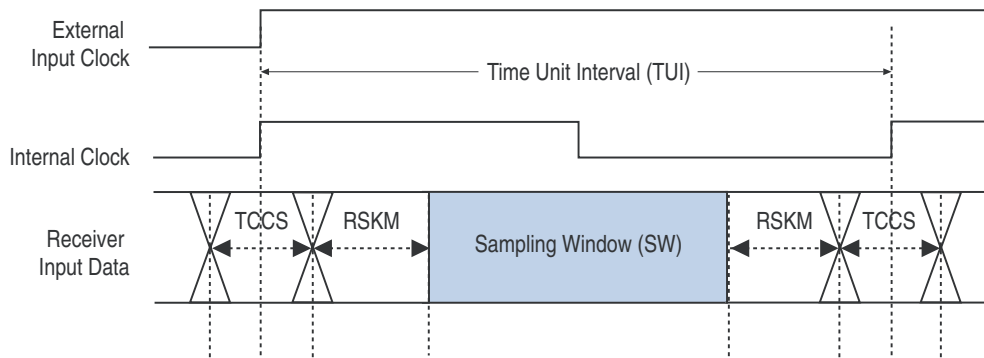 External
Input Clock
Time Unit Interval (TUI)
Internal Clock
TCCS
RSKM
Sampling Window (SW)
RSKM
TCCS
Receiver
Input Data